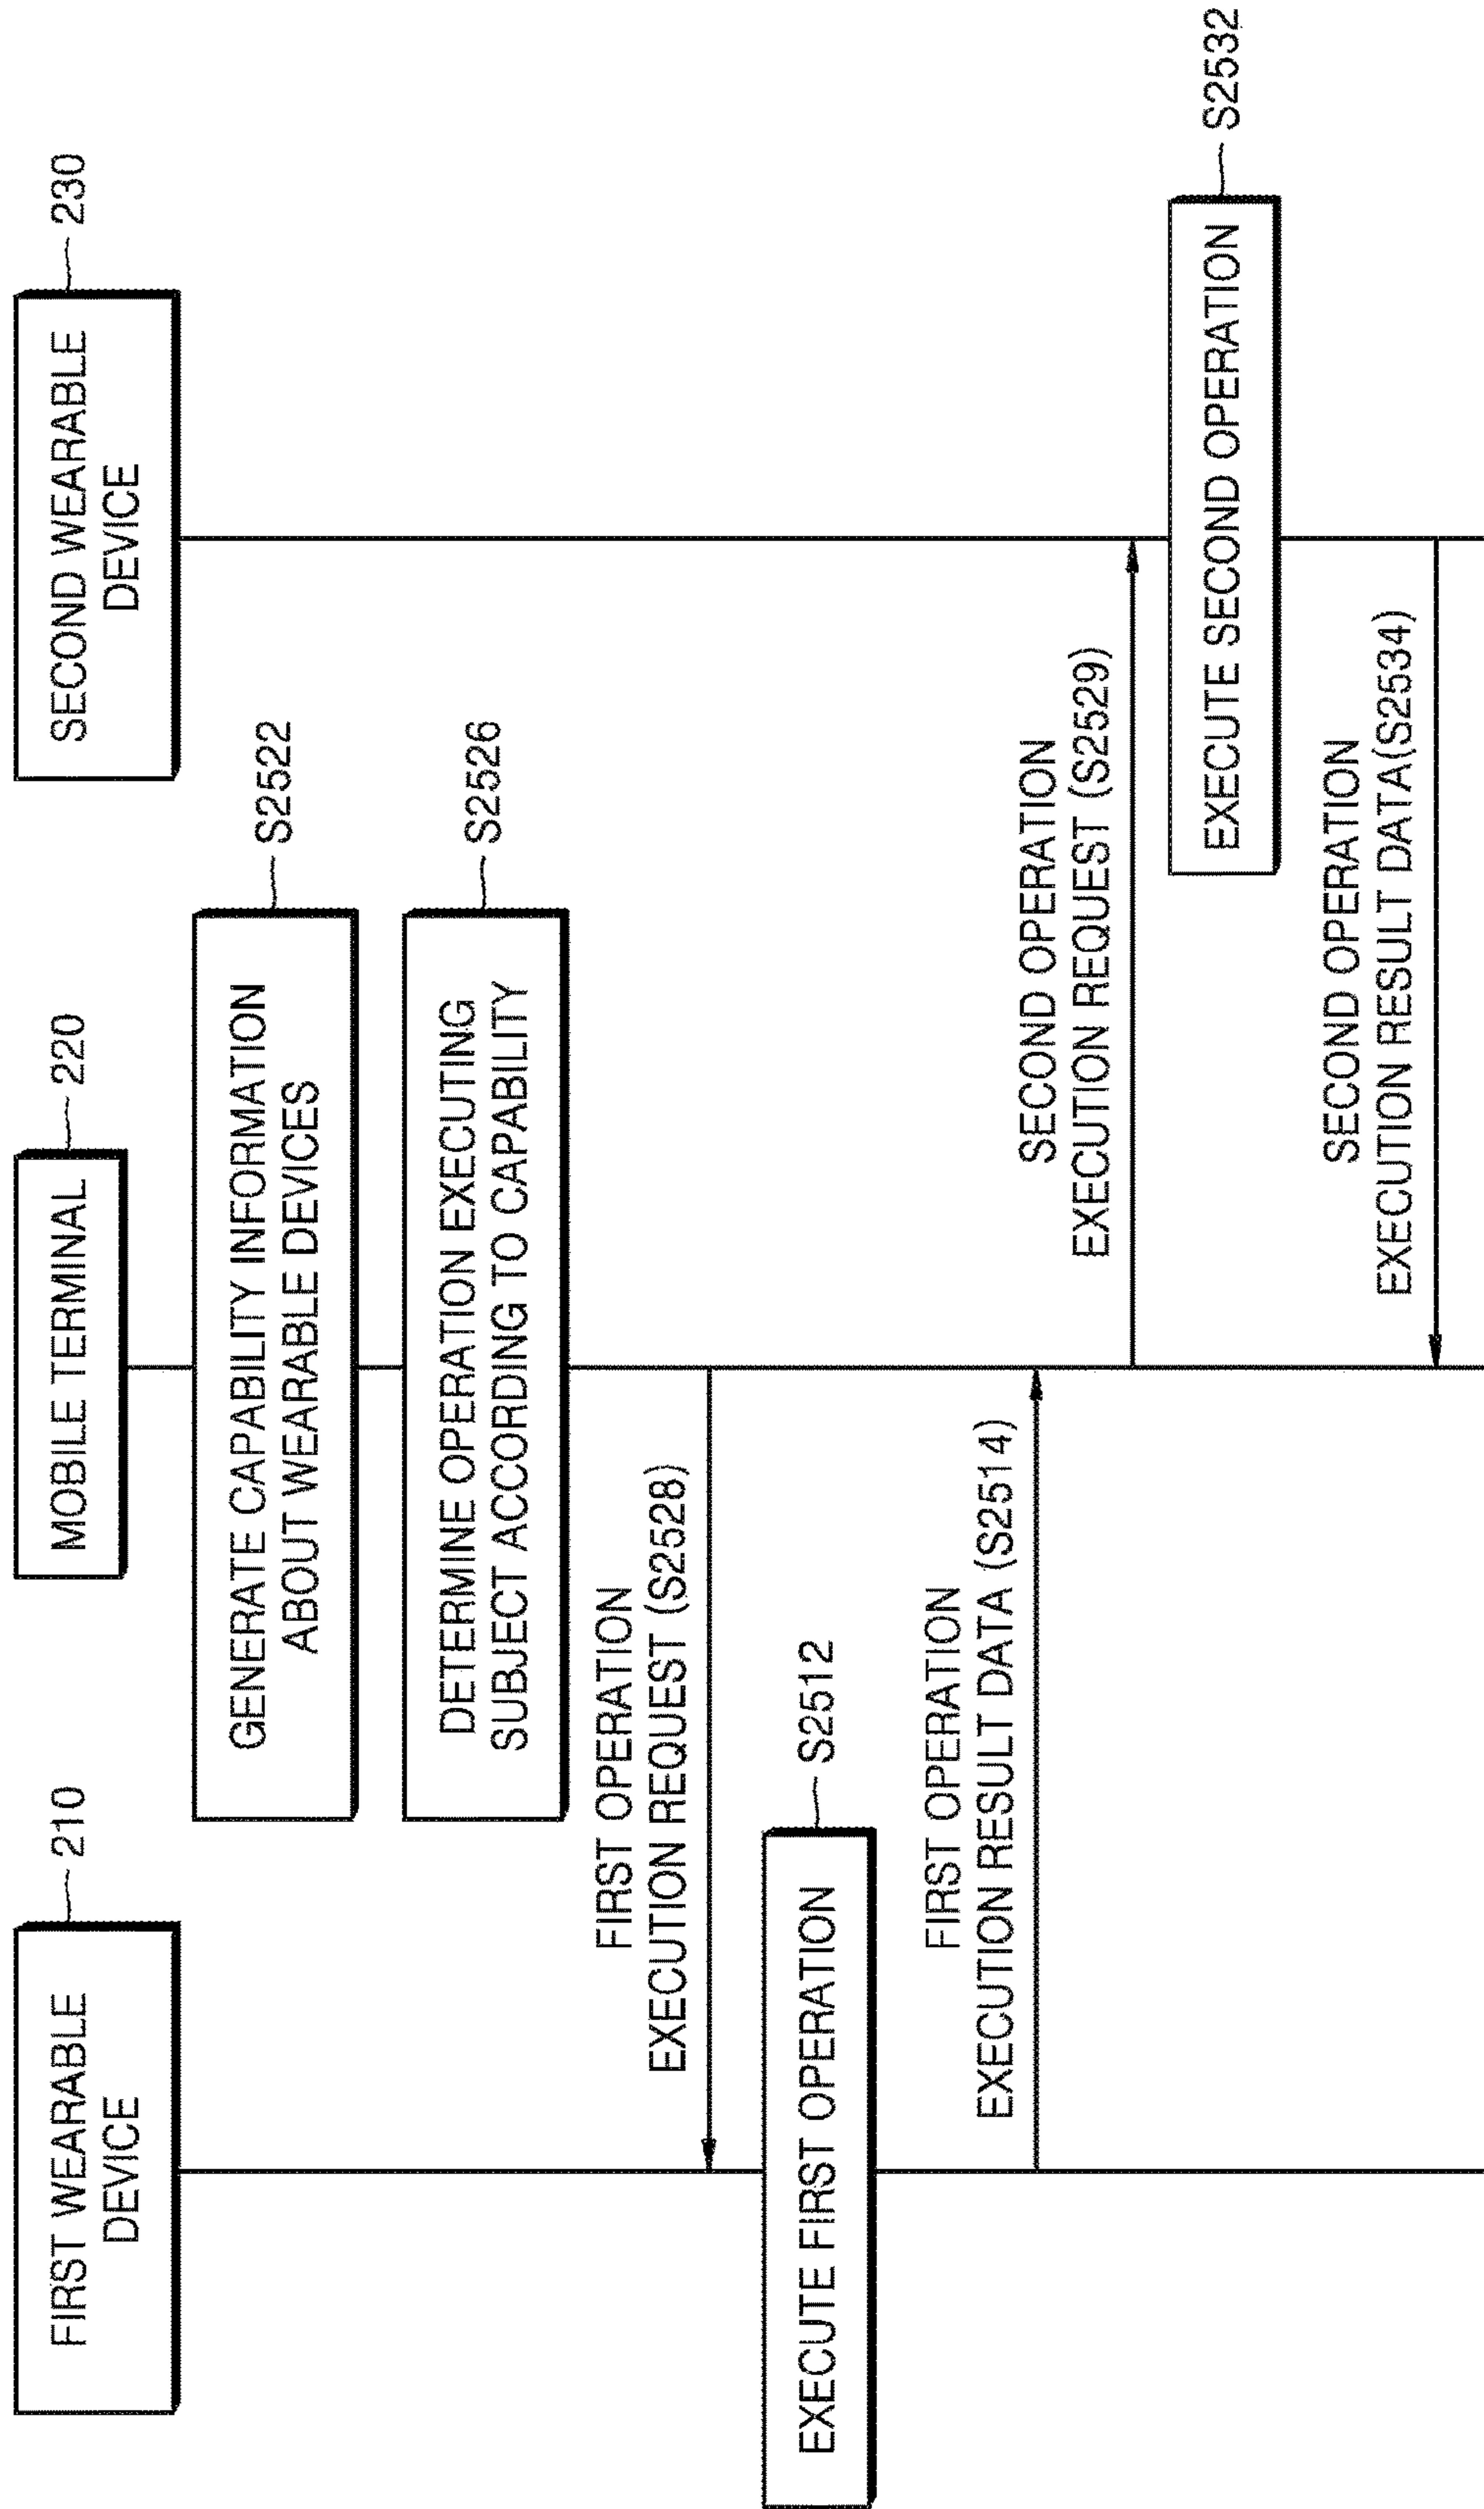 FIRST WEARABLE
DEVICE
210
MOBILE TERMINAL
220
SECOND WEARABLE
DEVICE
230
GENERATE CAPABILITY INFORMATION
ABOUT WEARABLE DEVICES
S2522
DETERMINE OPERATION EXECUTING
SUBJECT ACCORDING TO CAPABILITY
S2526
FIRST OPERATION
EXECUTION REQUEST (S2528)
EXECUTE FIRST OPERATION
S2512
FIRST OPERATION
EXECUTION RESULT DATA (S2514)
SECOND OPERATION
EXECUTION REQUEST (S2529)
EXECUTE SECOND OPERATION
S2532
SECOND OPERATION
EXECUTION RESULT DATA(S2534)